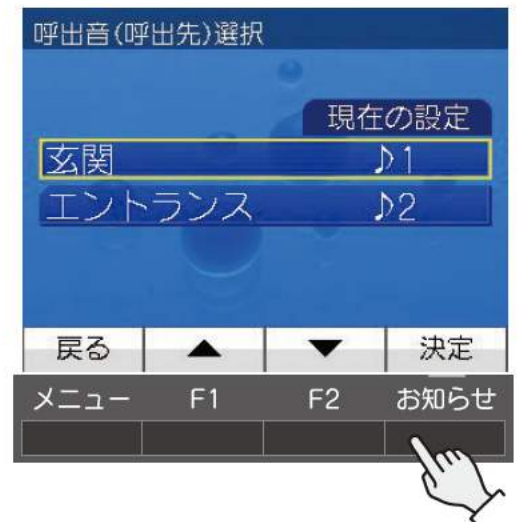 呼出音(呼出先)選択
現在の設定
玄関 ♪1
エントランス ♪2
戻る ▲ ▼ 決定
メニュー F1 F2 お知らせ